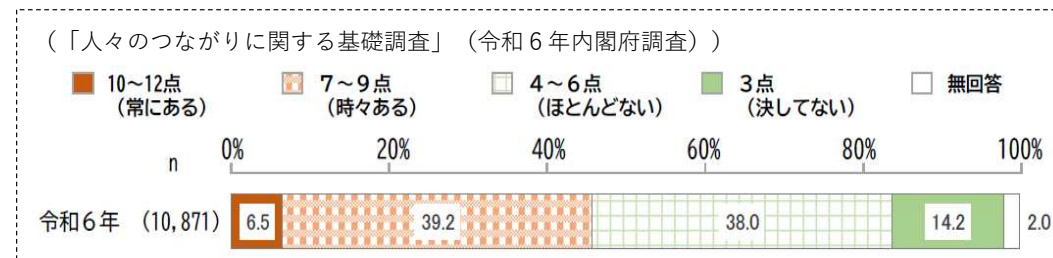 （「人々のつながりに関する基礎調査」（令和６年内閣府調査））
10～12点 ７～９点 ４～６点 ３点 無回答
（常にある） （時々ある） （ほとんどない） （決してない）
n 0% 20% 40% 60% 80% 100%
令和６年 (10,871) 6.5 39.2 38.0 14.2 2.0